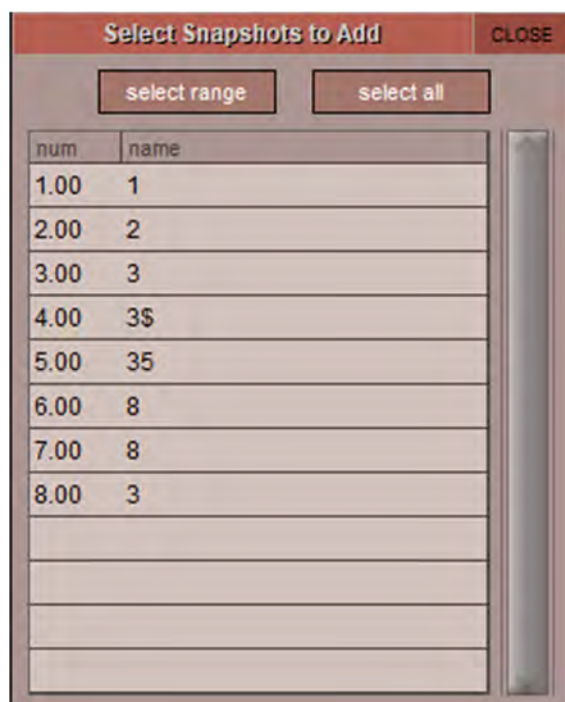 Select Snapshots to Add CLOSE
select range select all
num name
1.00 1
2.00 2
3.00 3
4.00 3$
5.00 35
6.00 8
7.00 8
8.00 3